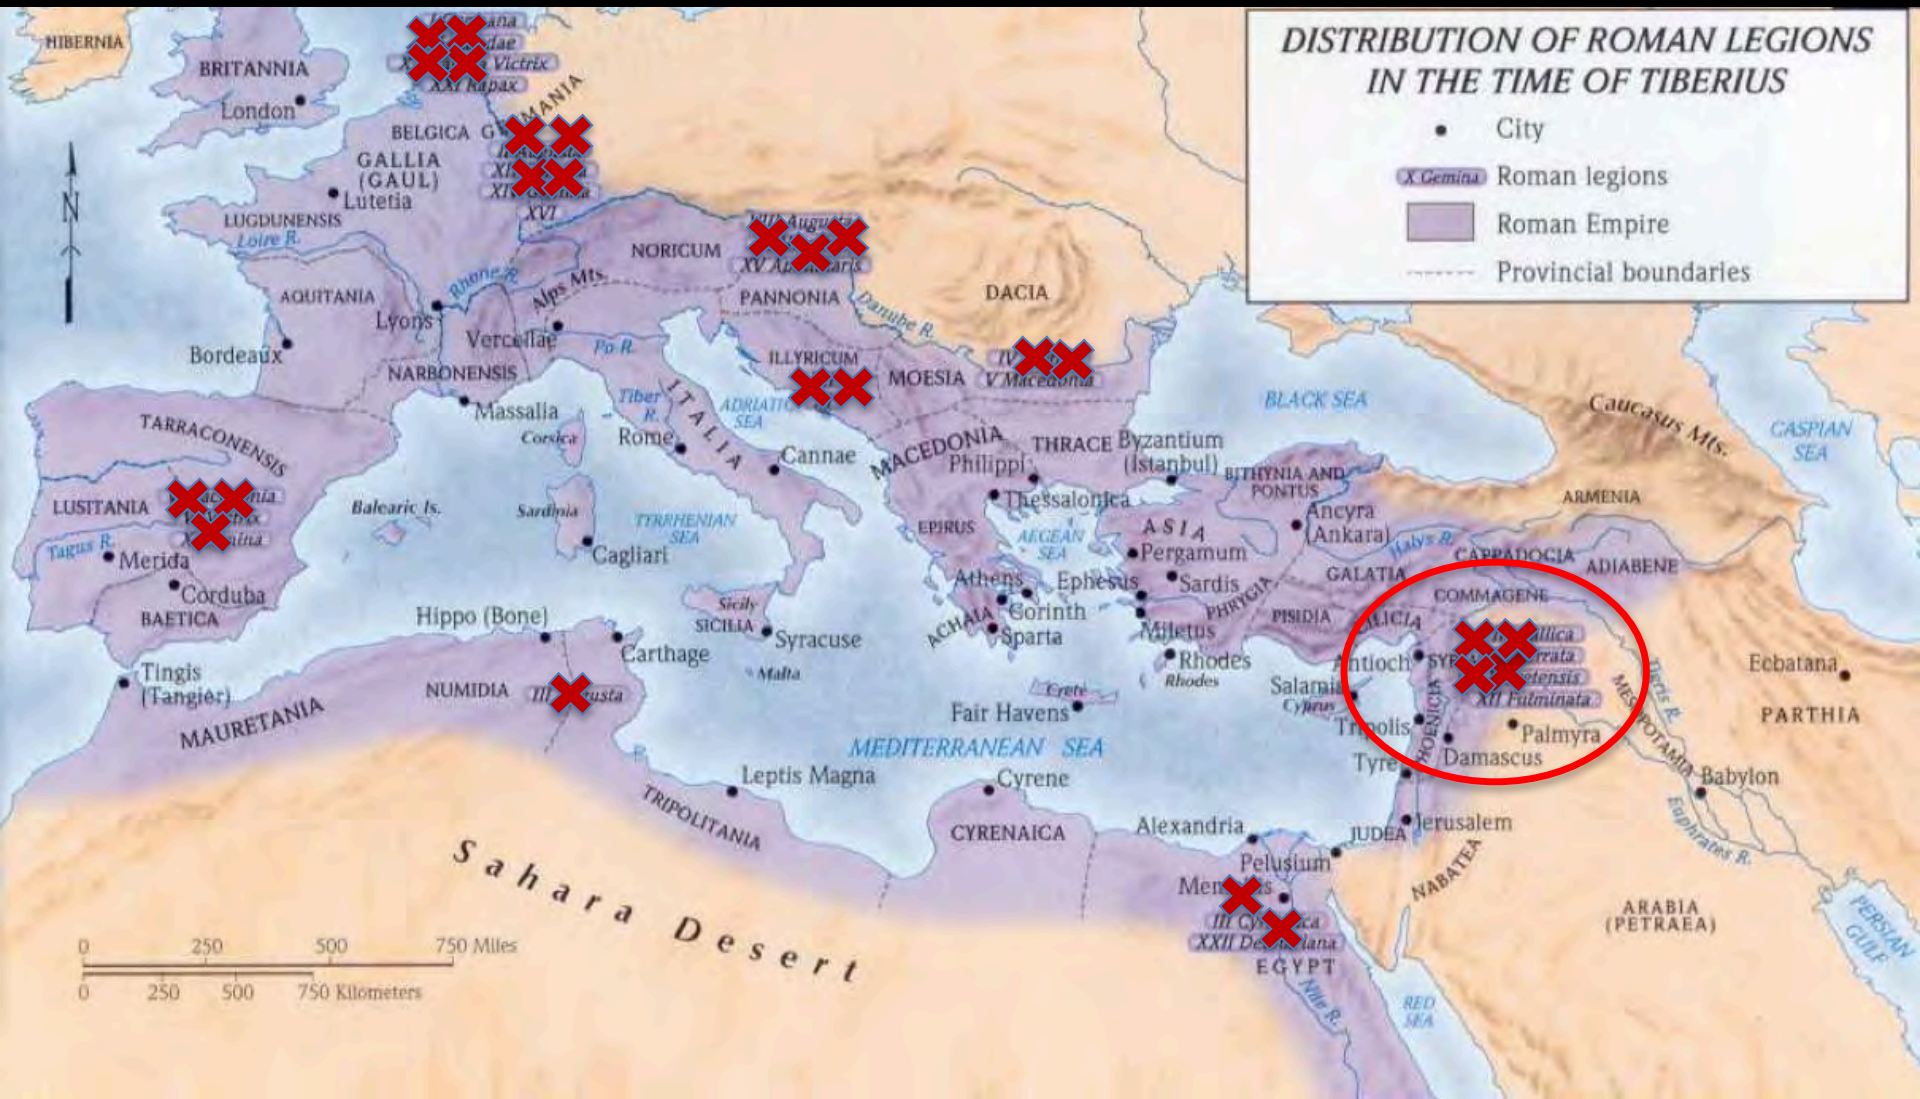 DISTRIBUTION OF ROMAN LEGIONS
IN THE TIME OF TIBERIUS
City
X Gemina Roman legions
Roman Empire
Provincial boundaries
HIBERNIA
BRITANNIA
London
Victrix
XXI Rapax
BELGICA
GALLIA
(GAUL)
Lutetia
LUGDUNENSIS
Loire R.
XVI
N
NORICUM
PANNONIA
DACIA
Danube R.
AQUITANIA
Lyons
Rhone R.
Alps Mts.
Vercellae
Po R.
Bordeaux
NARBONENSIS
Massalia
ILLYRICUM
MOESIA
V Macedonia
BLACK SEA
Caucasus Mts.
CASPIAN
SEA
TARRACONENSIS
LUSITANIA
Tagus R.
Merida
Corduba
BAETICA
Balearic Is.
Corsica
Sardinia
Cagliari
Tiber
R.
Rome
ITALIA
SEA
Cannae
TYRRHENIAN
SEA
MACEDONIA
Philippi
THRACE
Byzantium
(Istanbul)
Thessalonica
EPIRUS
AEGEAN
SEA
BITHYNIA AND
PONTUS
Ancyra
(Ankara)
ASIA
Pergamum
Sardis
Halys R.
ARMENIA
CAPPADOCIA
ADIABENE
GALATIA
PHRYGIA
PISIDIA
COMMAGENE
Athens
Corinth
ACHAIA
Sparta
Ephesus
Miletus
Rhodes
Rhodes
Sicily
SICILIA
Syracuse
Malta
Crete
Fair Havens
Hippo (Bone)
Carthage
Tingis
(Tangier)
MAURETANIA
NUMIDIA
Antioch
XII Fulminata
Cyprus
Tripolis
PHOENICIA
Palmyra
Damascus
Tyre
MESOPOTAMIA
Tigris R.
Ecbatana
PARTHIA
Babylon
Euphrates R.
MEDITERRANEAN SEA
Leptis Magna
TRIPOLITANIA
Cyrene
CYRENAICA
Alexandria
Pelusium
JUDEA
Jerusalem
NABATEA
ARABIA
(PETRAEA)
PERSIAN
GULF
EGYPT
Nile R.
RED
SEA
Sahara Desert
0 250 500 750 Miles
0 250 500 750 Kilometers